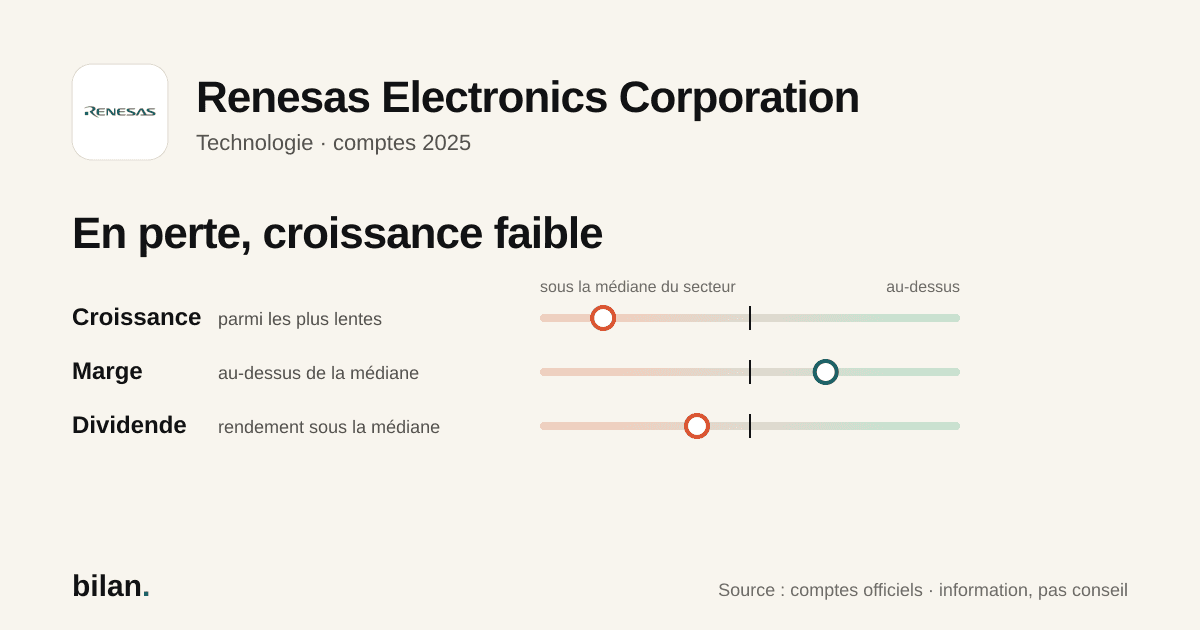 RENESAS
Renesas Electronics Corporation
Technologie · comptes 2025
En perte, croissance faible
sous la médiane du secteur au-dessus
Croissance parmi les plus lentes
Marge au-dessus de la médiane
Dividende rendement sous la médiane
bilan.
Source : comptes officiels · information, pas conseil